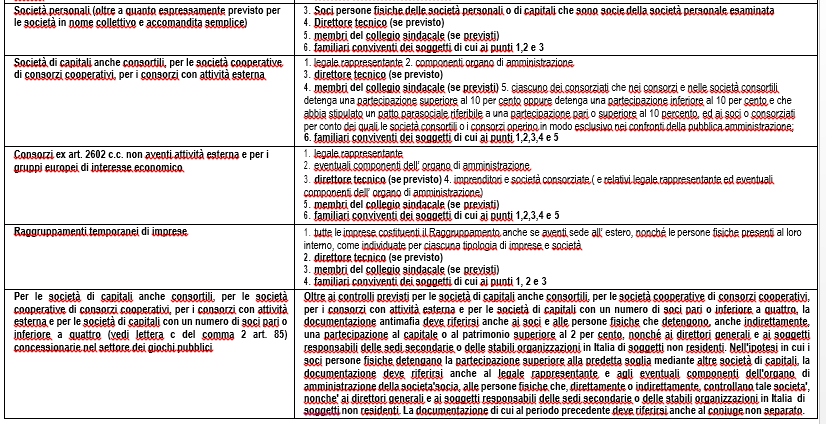 Società personali (oltre a quanto espressamente previsto per
le società in nome collettivo e accomandita semplice)
3. Soci persone fisiche delle società personali o di capitali che sono socie della società personale esaminata
4. Direttore tecnico (se previsto)
5. membri del collegio sindacale (se previsti)
6. familiari conviventi dei soggetti di cui ai punti 1,2 e 3
Società di capitali anche consortili, per le società cooperative
di consorzi cooperativi, per i consorzi con attività esterna
1. legale rappresentante 2. componenti organo di amministrazione
3. direttore tecnico (se previsto)
4. membri del collegio sindacale (se previsti) 5. ciascuno dei consorziati che nei consorzi e nelle società consortili
detenga una partecipazione superiore al 10 per cento oppure detenga una partecipazione inferiore al 10 per cento e che
abbia stipulato un patto parasociale riferibile a una partecipazione pari o superiore al 10 percento, ed ai soci o consorziati
per conto dei quali le società consortili o i consorzi operino in modo esclusivo nei confronti della pubblica amministrazione;
6. familiari conviventi dei soggetti di cui ai punti 1,2,3,4 e 5
Consorzi ex art. 2602 c.c. non aventi attività esterna e per i
gruppi europei di interesse economico
1. legale rappresentante
2. eventuali componenti dell' organo di amministrazione
3. direttore tecnico (se previsto) 4. imprenditori e società consorziate ( e relativi legale rappresentante ed eventuali
componenti dell' organo di amministrazione)
5. membri del collegio sindacale (se previsti)
6. familiari conviventi dei soggetti di cui ai punti 1,2,3,4 e 5
Raggruppamenti temporanei di imprese
1. tutte le imprese costituenti il Raggruppamento anche se aventi sede all' estero, nonché le persone fisiche presenti al loro
interno, come individuate per ciascuna tipologia di imprese e società
2. direttore tecnico (se previsto)
3. membri del collegio sindacale (se previsti)
4. familiari conviventi dei soggetti di cui ai punti 1, 2 e 3
Per le società di capitali anche consortili, per le società
cooperative di consorzi cooperativi, per i consorzi con attività
esterna e per le società di capitali con un numero di soci pari o
inferiore a quattro (vedi lettera c del comma 2 art. 85)
concessionarie nel settore dei giochi pubblici
Oltre ai controlli previsti per le società di capitali anche consortili, per le società cooperative di consorzi cooperativi,
per i consorzi con attività esterna e per le società di capitali con un numero di soci pari o inferiore a quattro, la
documentazione antimafia deve riferirsi anche ai soci e alle persone fisiche che detengono, anche indirettamente,
una partecipazione al capitale o al patrimonio superiore al 2 per cento, nonché ai direttori generali e ai soggetti
responsabili delle sedi secondarie o delle stabili organizzazioni in Italia di soggetti non residenti. Nell'ipotesi in cui i
soci persone fisiche detengano la partecipazione superiore alla predetta soglia mediante altre società di capitali, la
documentazione deve riferirsi anche al legale rappresentante e agli eventuali componenti dell'organo di
amministrazione della societa'socia, alle persone fisiche che, direttamente o indirettamente, controllano tale societa',
nonche' ai direttori generali e ai soggetti responsabili delle sedi secondarie o delle stabili organizzazioni in Italia di
soggetti non residenti. La documentazione di cui al periodo precedente deve riferirsi anche al coniuge non separato.